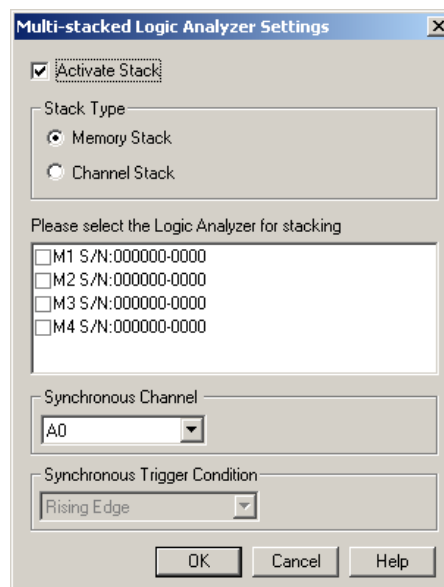 Multi-stacked Logic Analyzer Settings
Activate Stack
Stack Type
Memory Stack
Channel Stack
Please select the Logic Analyzer for stacking
M1 S/N:000000-0000
M2 S/N:000000-0000
M3 S/N:000000-0000
M4 S/N:000000-0000
Synchronous Channel
A0
Synchronous Trigger Condition
Rising Edge
OK Cancel Help